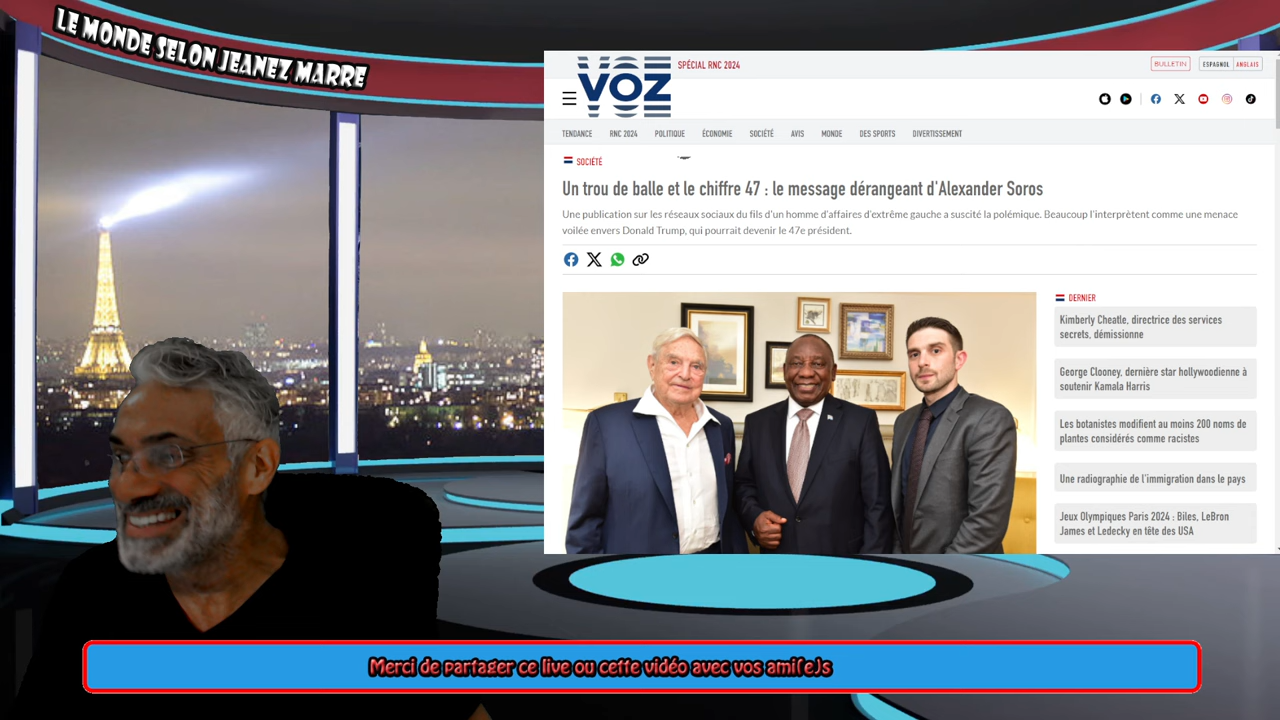 LE MONDE SELON JEANEZ MARRE
VOZ
SPÉCIAL RNC 2024
BULLETIN
ESPAGNOL
ANGLAIS
TENDANCE RNC 2024 POLITIQUE ÉCONOMIE SOCIÉTÉ AVIS MONDE DES SPORTS DIVERTISSEMENT
SOCIÉTÉ
Un trou de balle et le chiffre 47 : le message dérangeant d'Alexander Soros
Une publication sur les réseaux sociaux du fils d'un homme d'affaires d'extrême gauche a suscité la polémique. Beaucoup l'interprètent comme une menace
voilée envers Donald Trump, qui pourrait devenir le 47e président.
DERNIER
Kimberly Cheatle, directrice des services
secrets, démissionne
George Clooney, dernière star hollywoodienne à
soutenir Kamala Harris
Les botanistes modifient au moins 200 noms de
plantes considérés comme racistes
Une radiographie de l'immigration dans le pays
Jeux Olympiques Paris 2024 : Biles, LeBron
James et Ledecky en tête des USA
Merci de partager ce live ou cette vidéo avec vos ami(e)s